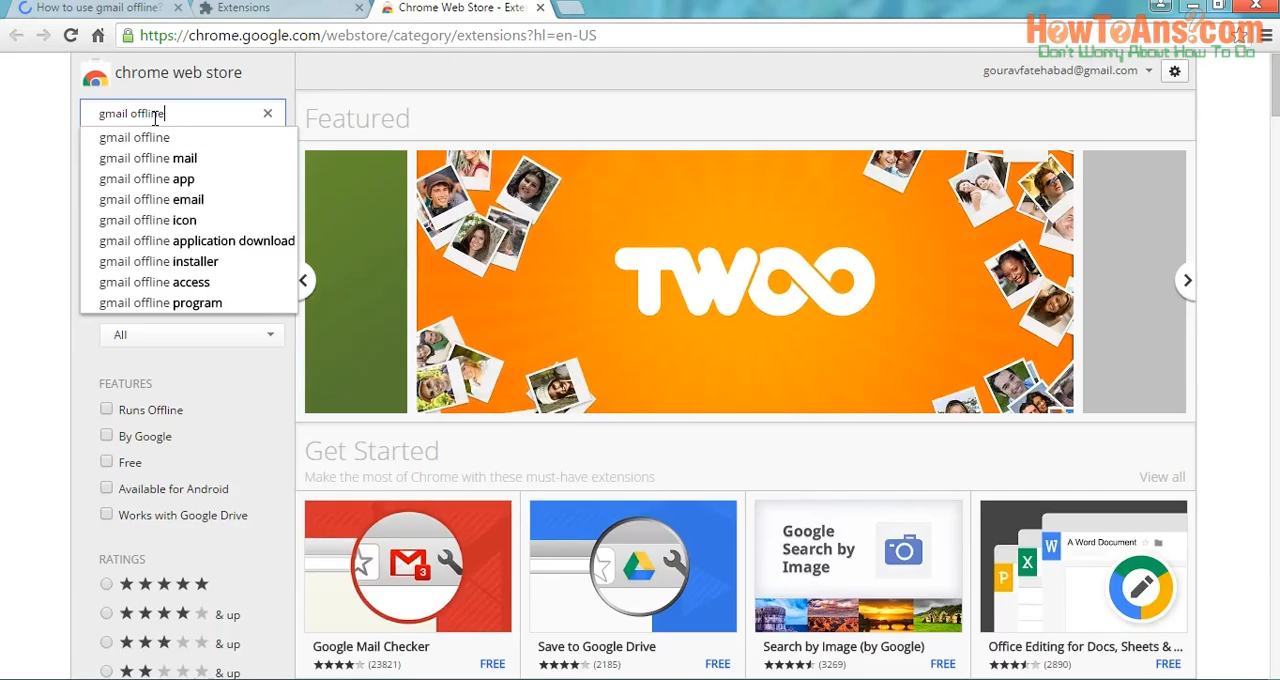 How to use gmail offline?
Extensions
Chrome Web Store - Exte
https://chrome.google.com/webstore/category/extensions?hl=en-US
HowToAns.com
Don't Worry About How To Do
chrome web store
gouravfatehabad@gmail.com
gmail offline
gmail offline
gmail offline mail
gmail offline app
gmail offline email
gmail offline icon
gmail offline application download
gmail offline installer
gmail offline access
gmail offline program
All
FEATURES
Runs Offline
By Google
Free
Available for Android
Works with Google Drive
RATINGS
& up
& up
& up
Featured
TWOO
Get Started
Make the most of Chrome with these must-have extensions
View all
3
Google Mail Checker
(23821)
FREE
Save to Google Drive
(2185)
FREE
Google
Search by
Image
Search by Image (by Google)
(3269)
FREE
A Word Document
W
X
P
Office Editing for Docs, Sheets & ...
(2890)
FREE